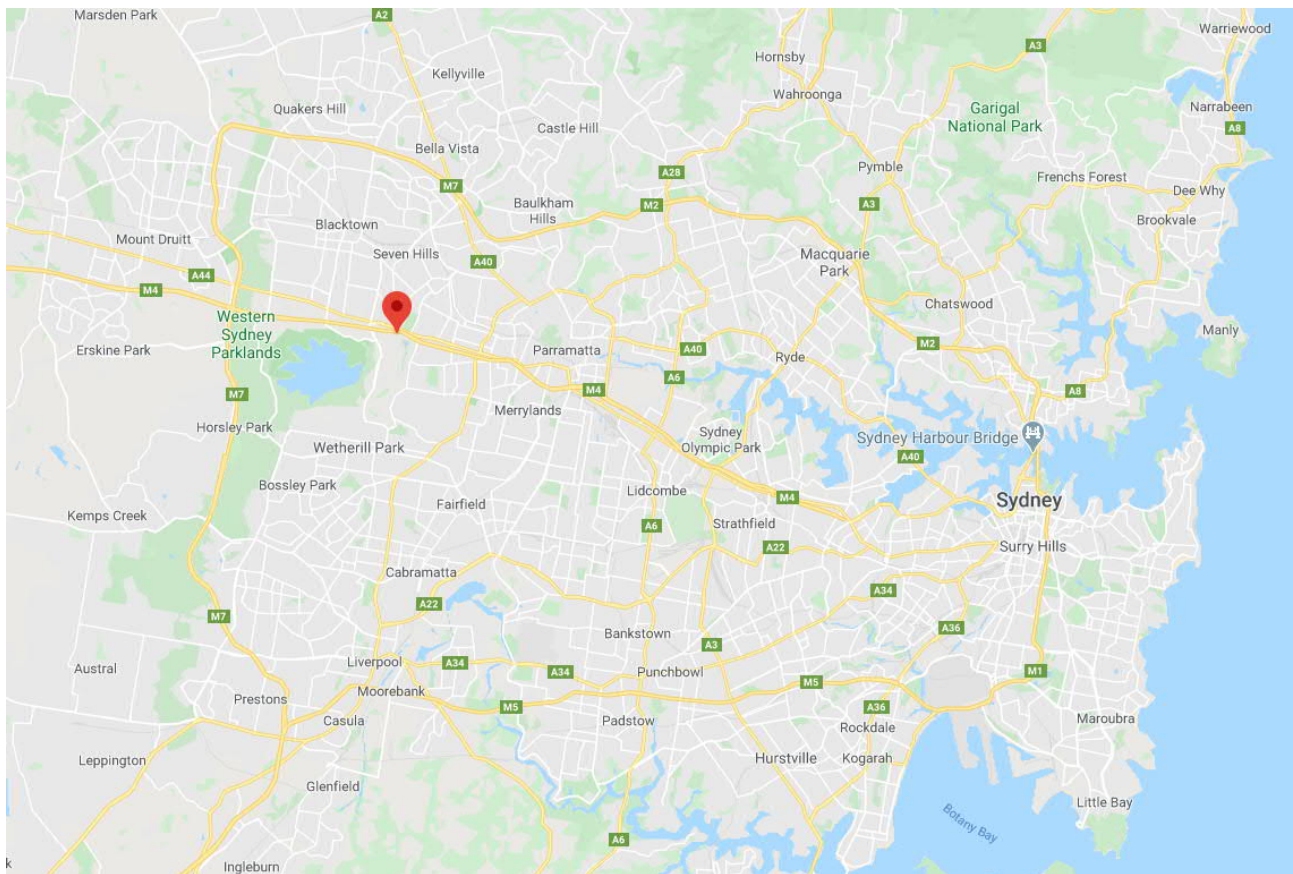 Marsden Park
A2
Warriewood
Hornsby
A3
Kellyville
Wahroonga
Quakers Hill
Garigal
National Park
Narrabeen
Castle Hill
A8
Bella Vista
Pymble
A28
Frenchs Forest
M7
Dee Why
Baulkham
Hills
M2
A3
Brookvale
Blacktown
Mount Druitt
Seven Hills
Macquarie
Park
A40
A44
M4
Chatswood
Western
Sydney
Parklands
Manly
Erskine Park
Parramatta
A40
Ryde
M2
A6
M7
M4
A8
Merrylands
Horsley Park
Sydney
Olympic Park
Sydney Harbour Bridge
Wetherill Park
A40
Bossley Park
Lidcombe
M4
Sydney
Fairfield
Kemps Creek
A6
Strathfield
A22
Surry Hills
Cabramatta
A34
A22
M7
A36
Bankstown
A3
Austral
Liverpool
A34
A34
Punchbowl
M1
Prestons
Moorebank
M5
M5
A36
Casula
Padstow
Rockdale
Maroubra
Leppington
Hurstville
Kogarah
Glenfield
Little Bay
Botany Bay
A6
k
Ingleburn